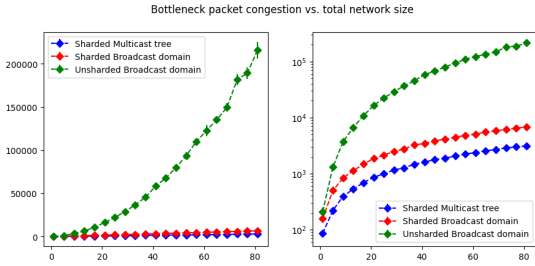 Bottleneck packet congestion vs. total network size
Sharded Multicast tree
Sharded Broadcast domain
Unsharded Broadcast domain
200000
150000
100000
50000
0
0 20 40 60 80
10^5
10^4
10^3
10^2
Sharded Multicast tree
Sharded Broadcast domain
Unsharded Broadcast domain
0 20 40 60 80